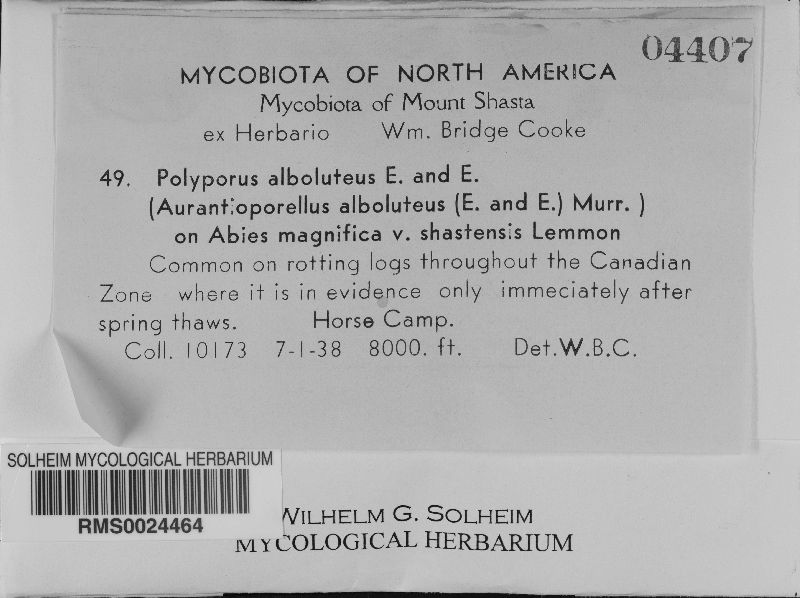 04407
MYCOBIOTA OF NORTH AMERICA
Mycobiota of Mount Shasta
ex Herbario Wm. Bridge Cooke
49. Polyporus alboluteus E. and E.
(Aurantioporellus alboluteus (E. and E.) Murr. )
on Abies magnifica v. shastensis Lemmon
Common on rotting logs throughout the Canadian
Zone where it is in evidence only immeciately after
spring thaws. Horse Camp.
Coll. 10173 7-1-38 8000. ft. Det. W.B.C.
SOLHEIM MYCOLOGICAL HERBARIUM
RMS0024464
WILHELM G. SOLHEIM
MYCOLOGICAL HERBARIUM